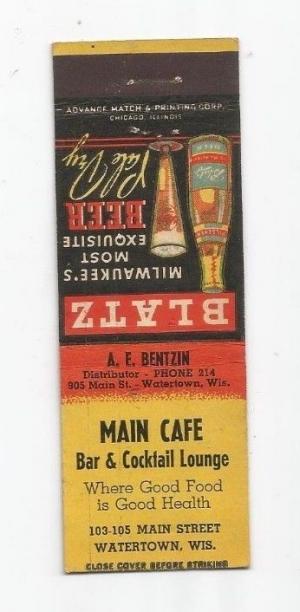 ADVANCE MATCH & PRINTING CORP.
CHICAGO, ILLINOIS
BLATZ
MILWAUKEE'S
MOST
EXQUISITE
BEER
Pale Dry
A. E. BENTZIN
Distributor - PHONE 214
905 Main St. - Watertown, Wis.
MAIN CAFE
Bar & Cocktail Lounge
Where Good Food
is Good Health
103-105 MAIN STREET
WATERTOWN, WIS.
CLOSE COVER BEFORE STRIKING